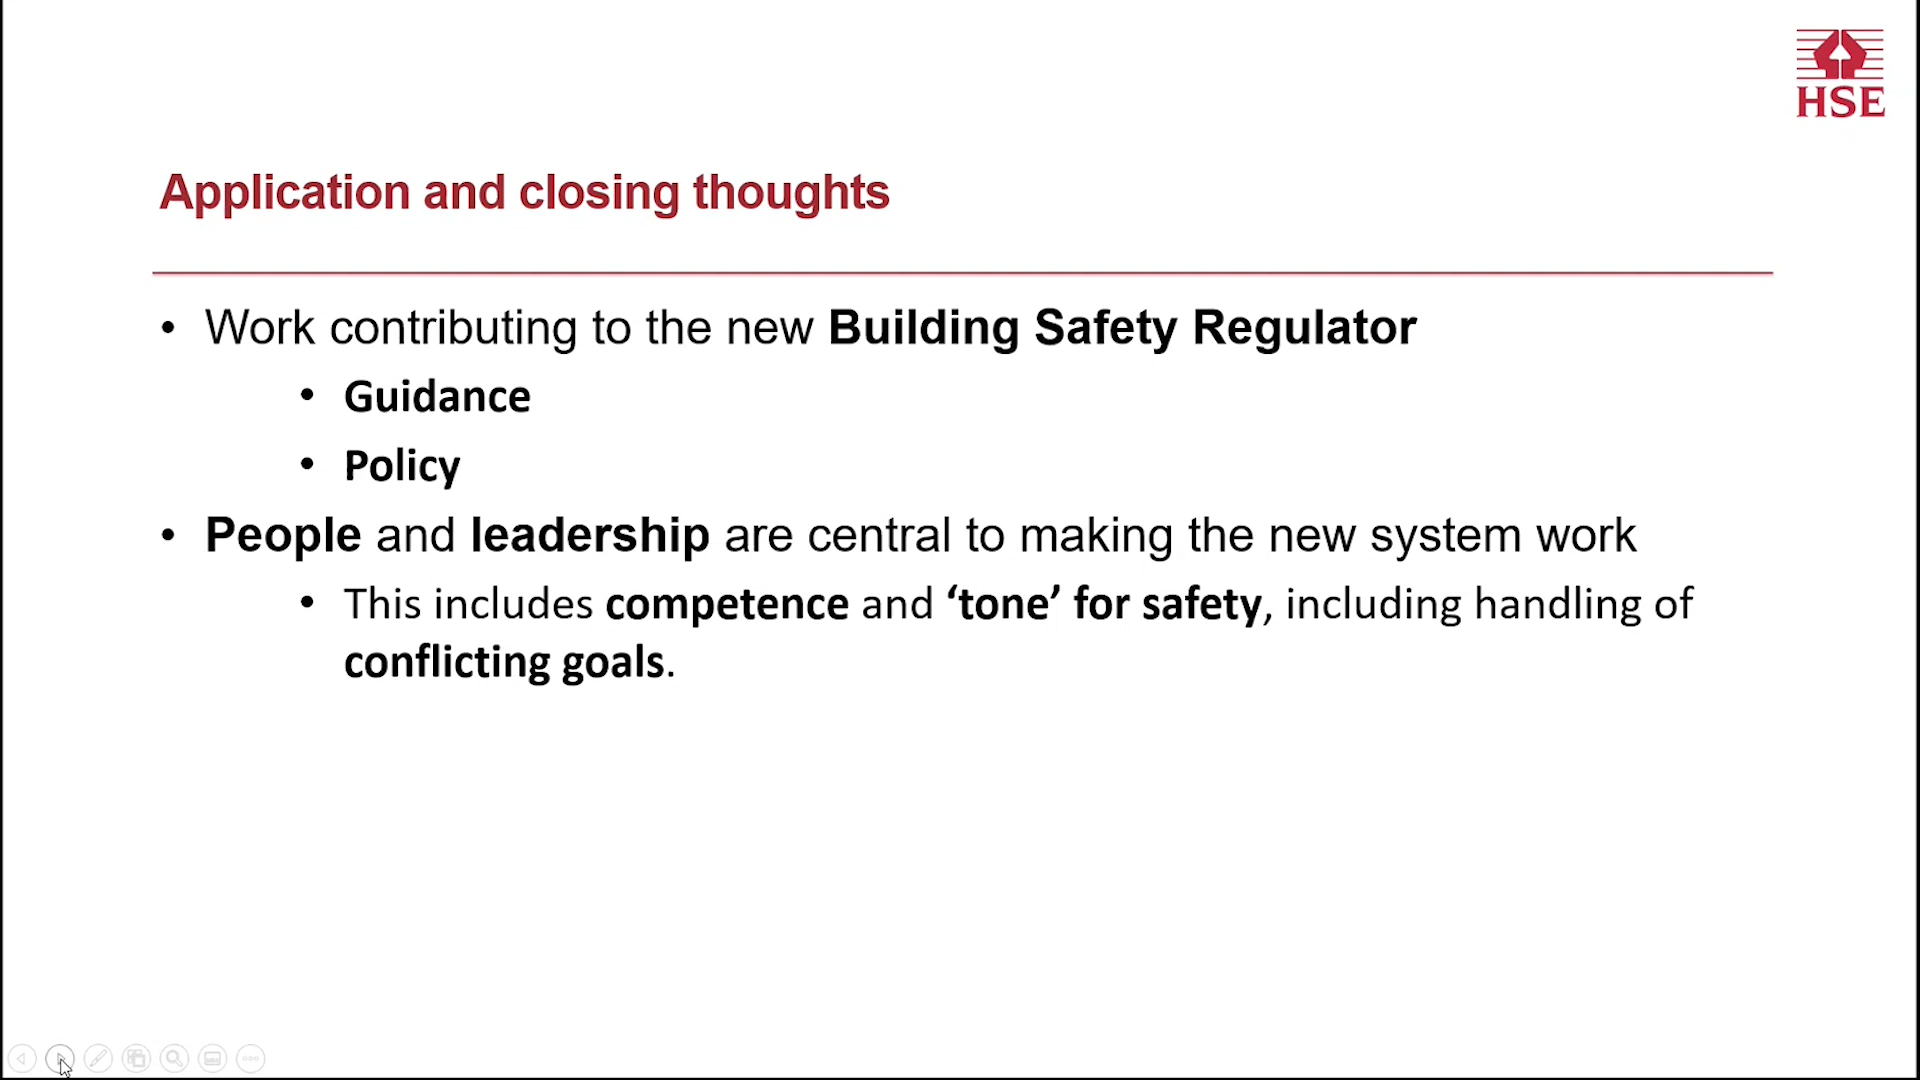 HSE
Application and closing thoughts
• Work contributing to the new Building Safety Regulator
• Guidance
• Policy
• People and leadership are central to making the new system work
• This includes competence and ‘tone’ for safety, including handling of
conflicting goals.